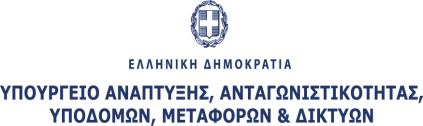 ΕΛΛΗΝΙΚΗ ΔΗΜΟΚΡΑΤΙΑ
ΥΠΟΥΡΓΕΙΟ ΑΝΑΠΤΥΞΗΣ, ΑΝΤΑΓΩΝΙΣΤΙΚΟΤΗΤΑΣ,
ΥΠΟΔΟΜΩΝ, ΜΕΤΑΦΟΡΩΝ & ΔΙΚΤΥΩΝ